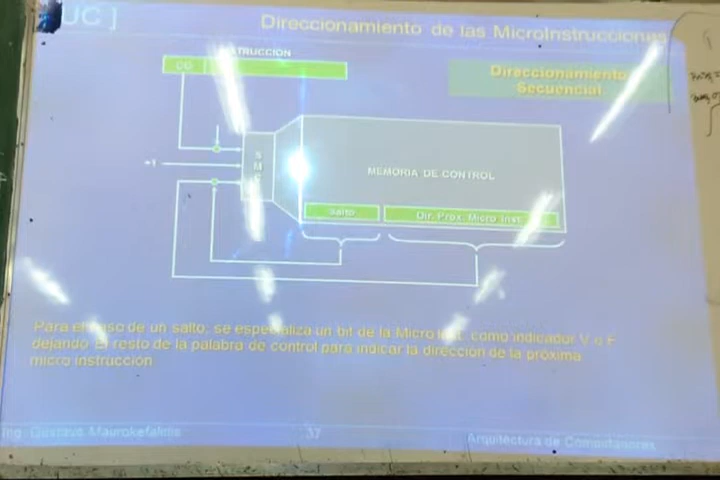 UC ]
Direccionamiento de las MicroInstrucciones
TRUCCION
CO
Direccionamiento
Secuencial
+1
MEMORIA DE CONTROL
Salto
Dir. Prox. Micro Inst.
Para el caso de un salto, se especializa un bit de la Micro Inst. como indicador V o F
dejando el resto de la palabra de control para indicar la dirección de la próxima
micro instrucción
Ing. Gustavo Maurokefalidis
37
Arquitectura de Computadores